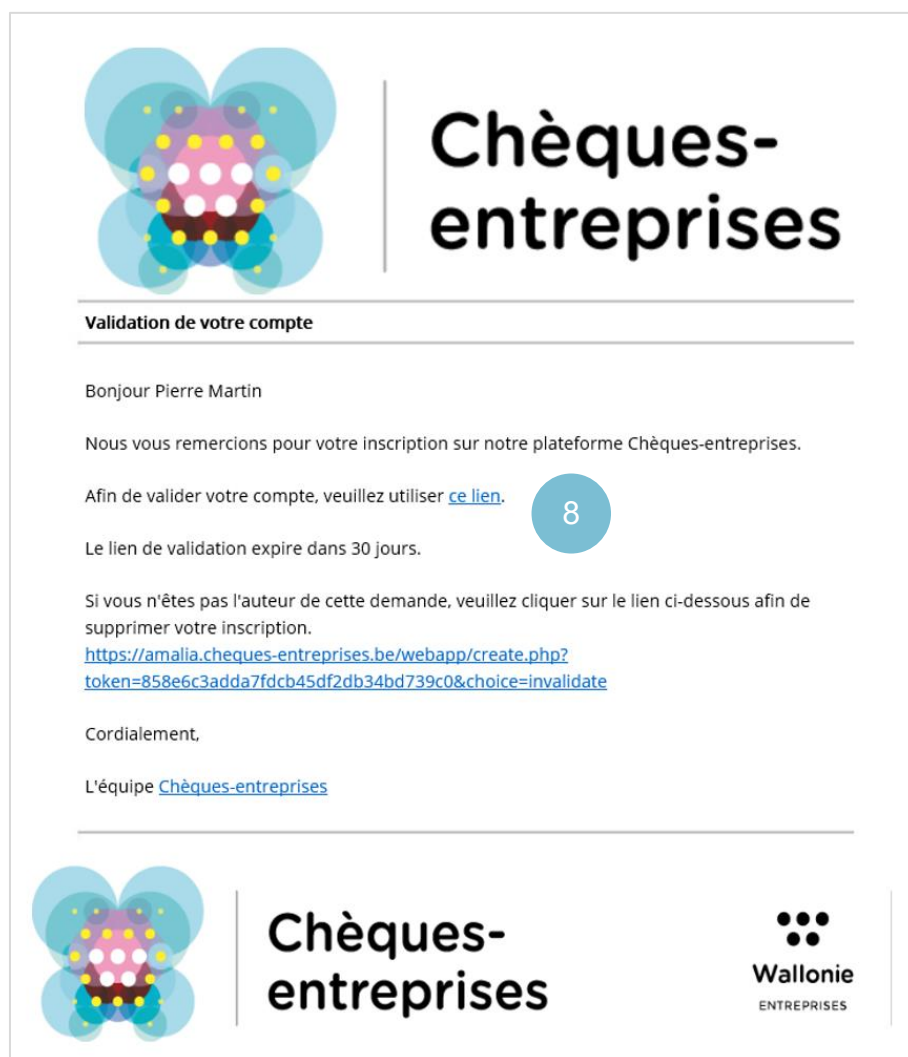 Chèques-
entreprises
Validation de votre compte
Bonjour Pierre Martin
Nous vous remercions pour votre inscription sur notre plateforme Chèques-entreprises.
Afin de valider votre compte, veuillez utiliser ce lien.
8
Le lien de validation expire dans 30 jours.
Si vous n'êtes pas l'auteur de cette demande, veuillez cliquer sur le lien ci-dessous afin de
supprimer votre inscription.
https://amalia.cheques-entreprises.be/webapp/create.php?
token=858e6c3adda7fdcb45df2db34bd739c0&choice=invalidate
Cordialement,
L'équipe Chèques-entreprises
Chèques-
entreprises
Wallonie
ENTREPRISES